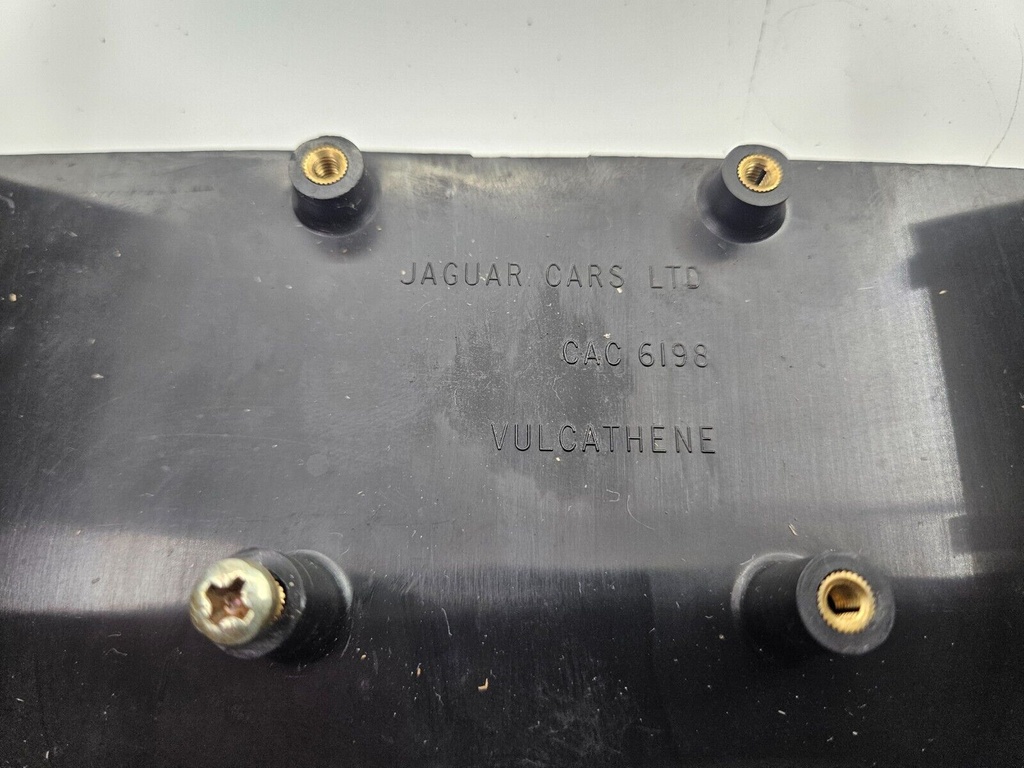 JAGUAR CARS LTD
CAC 6198
VULCATHENE